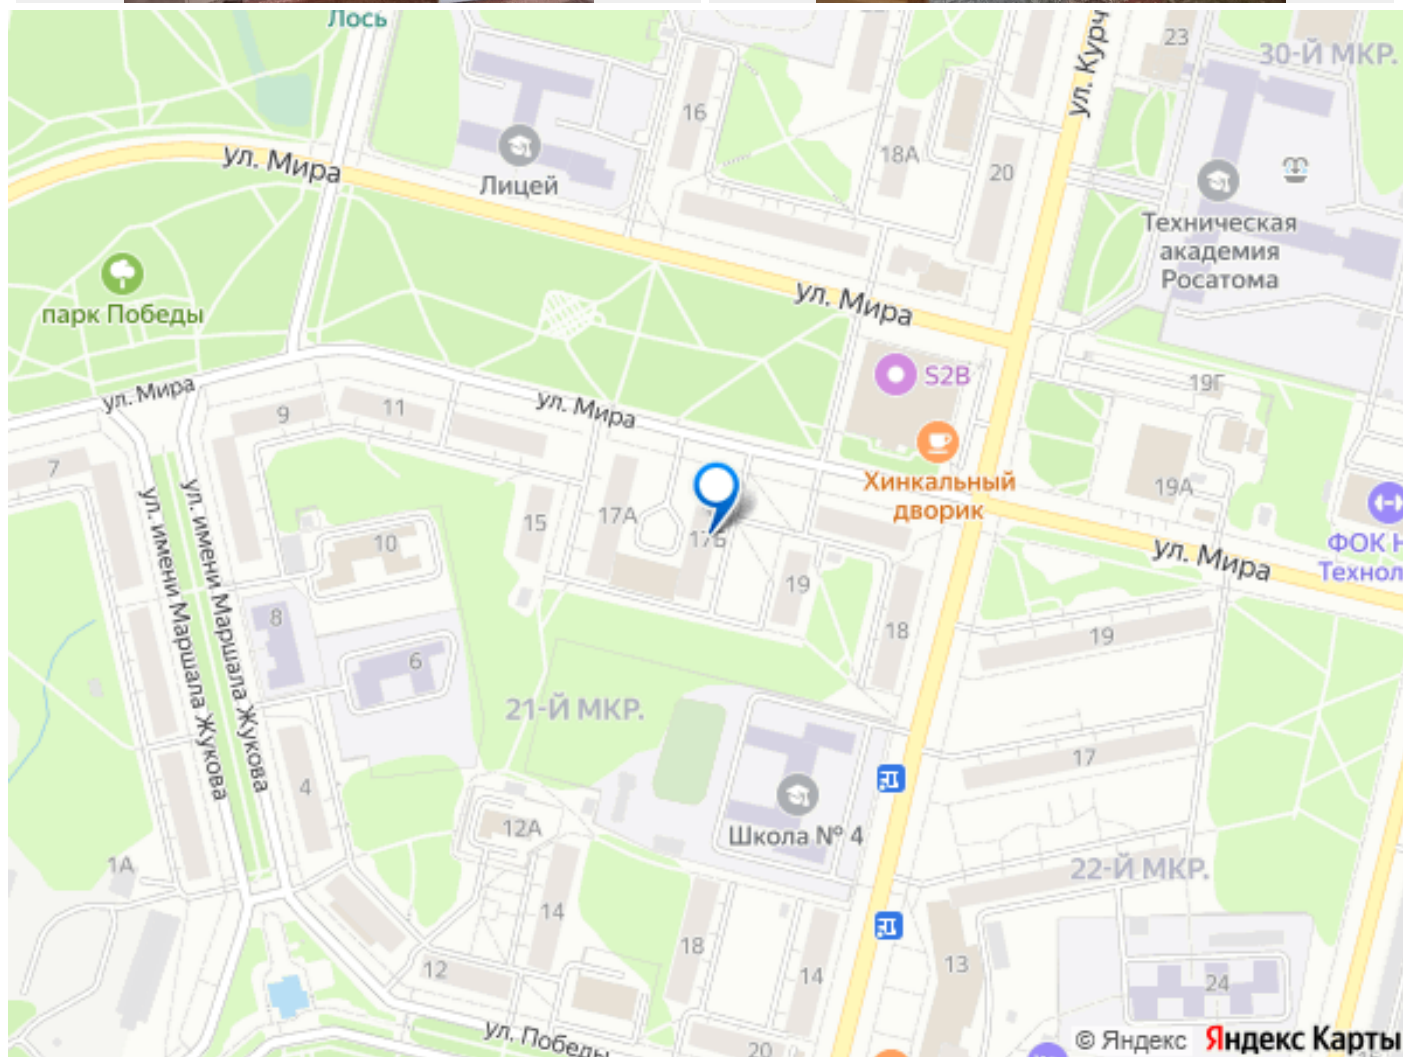 Лось
23
30-Й МКР.
ул. Курч
16
18А
20
Лицей
ул. Мира
Техническая
академия
Росатома
парк Победы
ул. Мира
S2B
19Г
ул. Мира
9
11
ул. Мира
7
Хинкальный
дворик
19А
15
17А
17Б
10
ул. Мира
ФОК Н
Технол
ул. имени Маршала Жукова
ул. имени Маршала Жукова
19
8
6
18
19
21-Й МКР.
17
4
12А
Школа № 4
1А
22-Й МКР.
14
18
12
14
13
24
ул. Победы
20
© Яндекс
Яндекс Карты